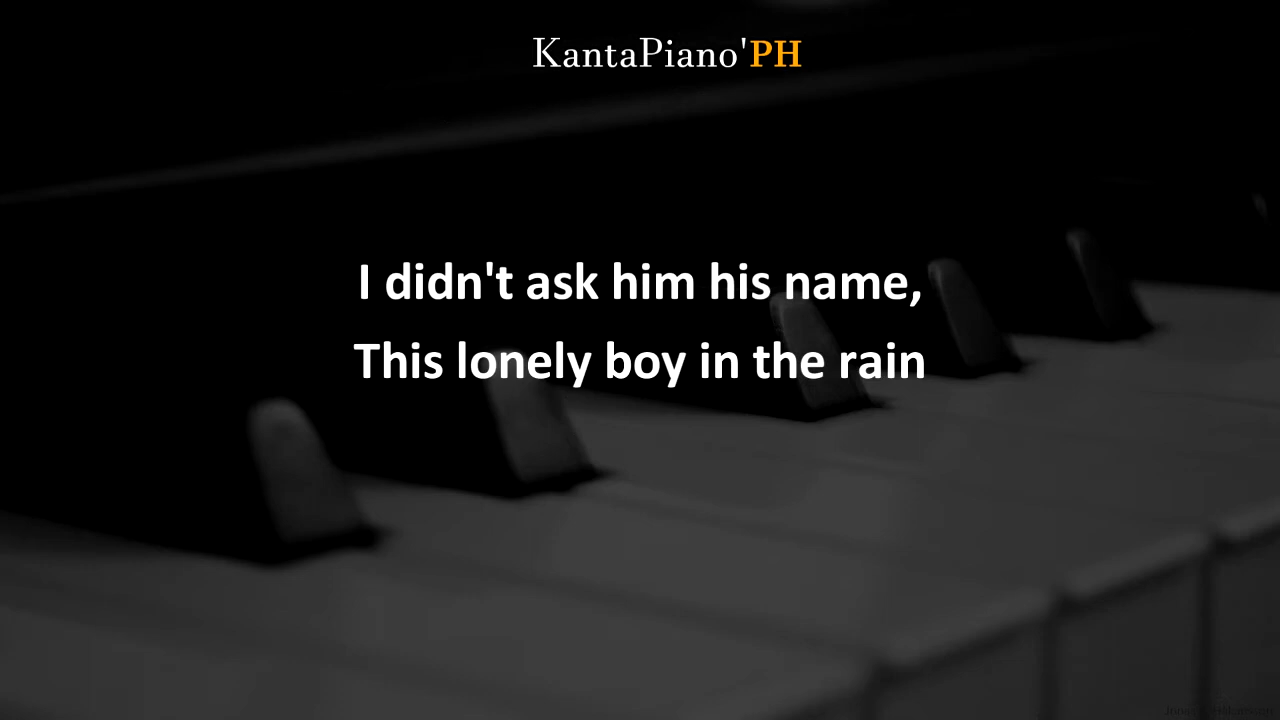 KantaPiano'PH
I didn't ask him his name,
This lonely boy in the rain